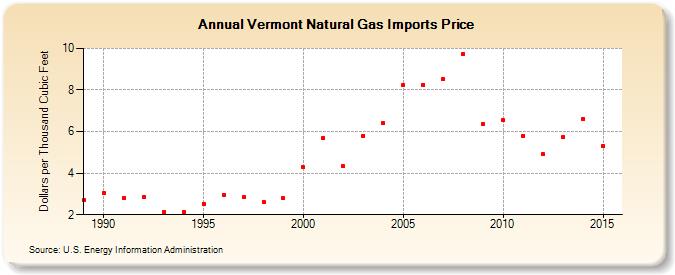 Annual Vermont Natural Gas Imports Price
Dollars per Thousand Cubic Feet
10
8
6
4
2
1990 1995 2000 2005 2010 2015
Source: U.S. Energy Information Administration